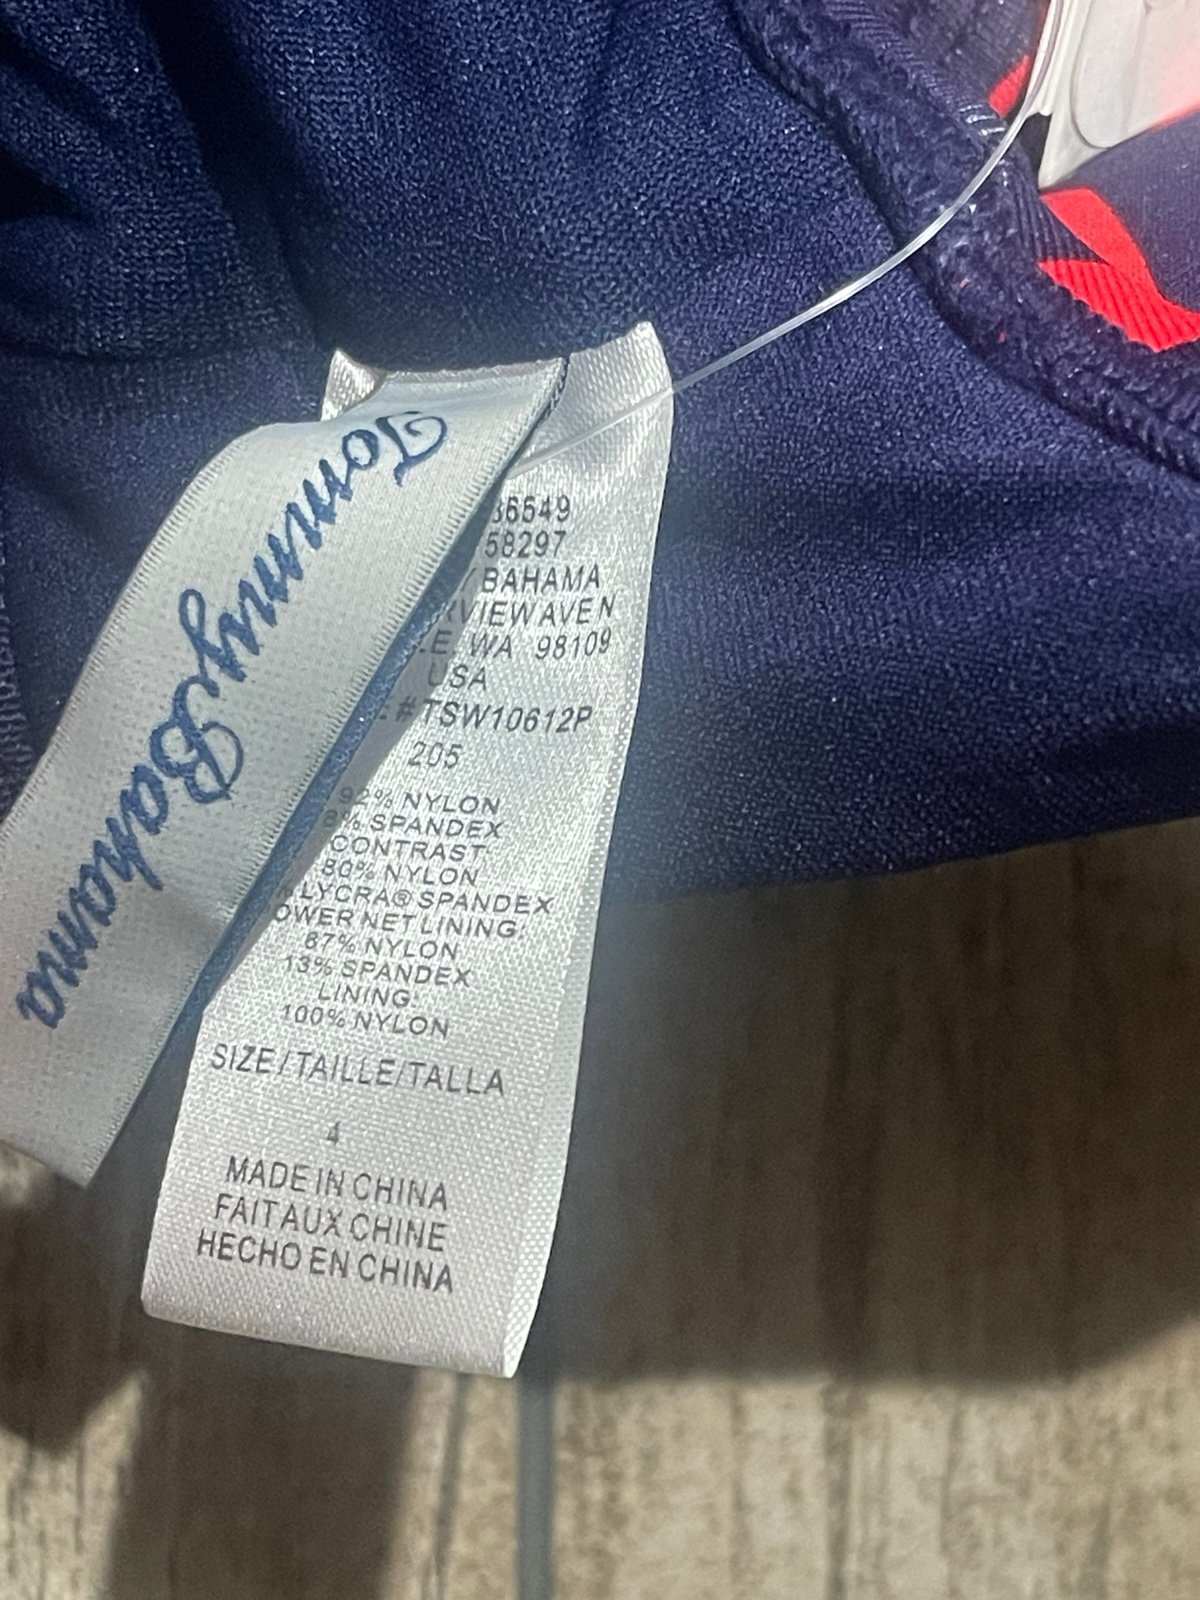 Tommy Bahama
36649
58297
BAHAMA
RVIEW AVE N
E. WA 98109
USA
#TSW10612P
205
92% NYLON
8% SPANDEX
CONTRAST
80% NYLON
LYCRA® SPANDEX
OWER NET LINING:
87% NYLON
13% SPANDEX
LINING:
100% NYLON
SIZE/TAILLE/TALLA
4
MADE IN CHINA
FAIT AUX CHINE
HECHO EN CHINA